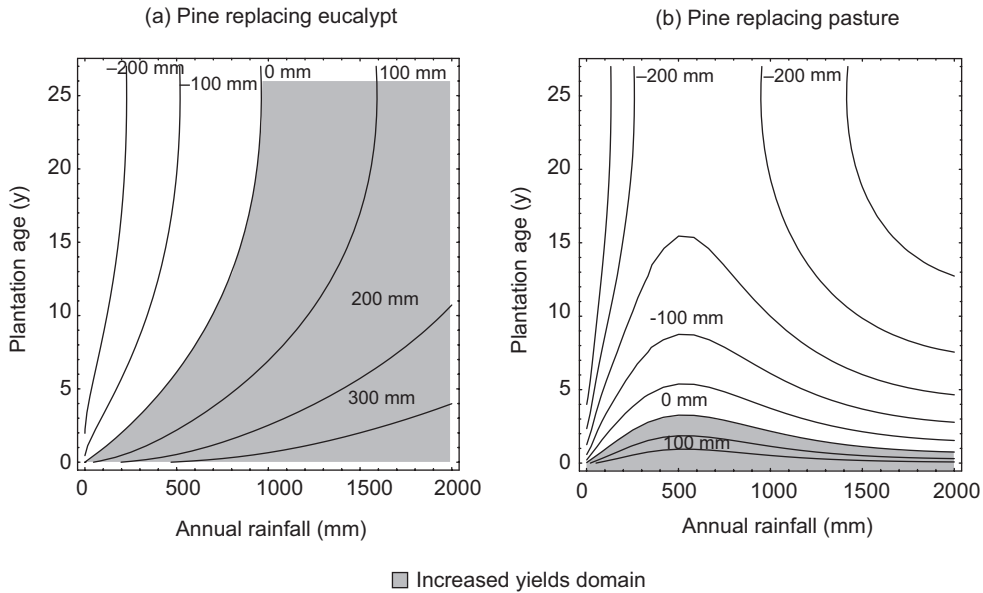 (a) Pine replacing eucalypt
–200 mm
–100 mm
0 mm
100 mm
200 mm
300 mm
25
20
15
10
5
0
Plantation age (y)
0 500 1000 1500 2000
Annual rainfall (mm)
(b) Pine replacing pasture
–200 mm
–200 mm
-100 mm
0 mm
100 mm
25
20
15
10
5
0
Plantation age (y)
0 500 1000 1500 2000
Annual rainfall (mm)
Increased yields domain